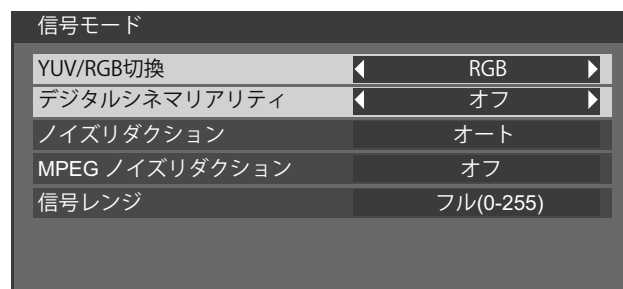 信号モード
YUV/RGB切換 RGB
デジタルシネマリアリティ オフ
ノイズリダクション オート
MPEG ノイズリダクション オフ
信号レンジ フル(0-255)